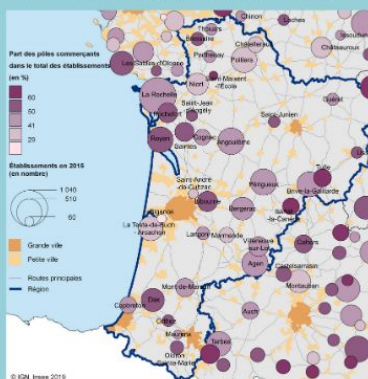 Part des pôles commerçants
dans le total des établissements
(en %)
60
50
41
29
Établissements en 2015
(en nombre)
1 040
510
60
Grande ville
Petite ville
Routes principales
Région
© IGN, Insee 2019
Chinon
Loches
Thouars
Bressuire
Châtellerault
Issoudun
Les Sables-d'Olonne
Parthenay
Poitiers
Châteauroux
Saint-Maixent
-l'École
Niort
La Rochelle
Guéret
Saint-Jean
-d'Angély
Rochefort
Saint-Junien
Royan
Saintes
Cognac
Angoulême
Périgueux
Tulle
Brive-la-Gaillarde
Saint-André
-de-Cubzac
Libourne
Biganos
Bergerac
Sarlat
-la-Canéda
La Teste-de-Buch
-Arcachon
Langon
Marmande
Villeneuve
-sur-Lot
Cahors
Agen
Castelsarrasin
Montauban
Mont-de-Marsan
Dax
Capbreton
Auch
Orthez
Mourenx
Oloron
-Sainte-Marie
Tarbes